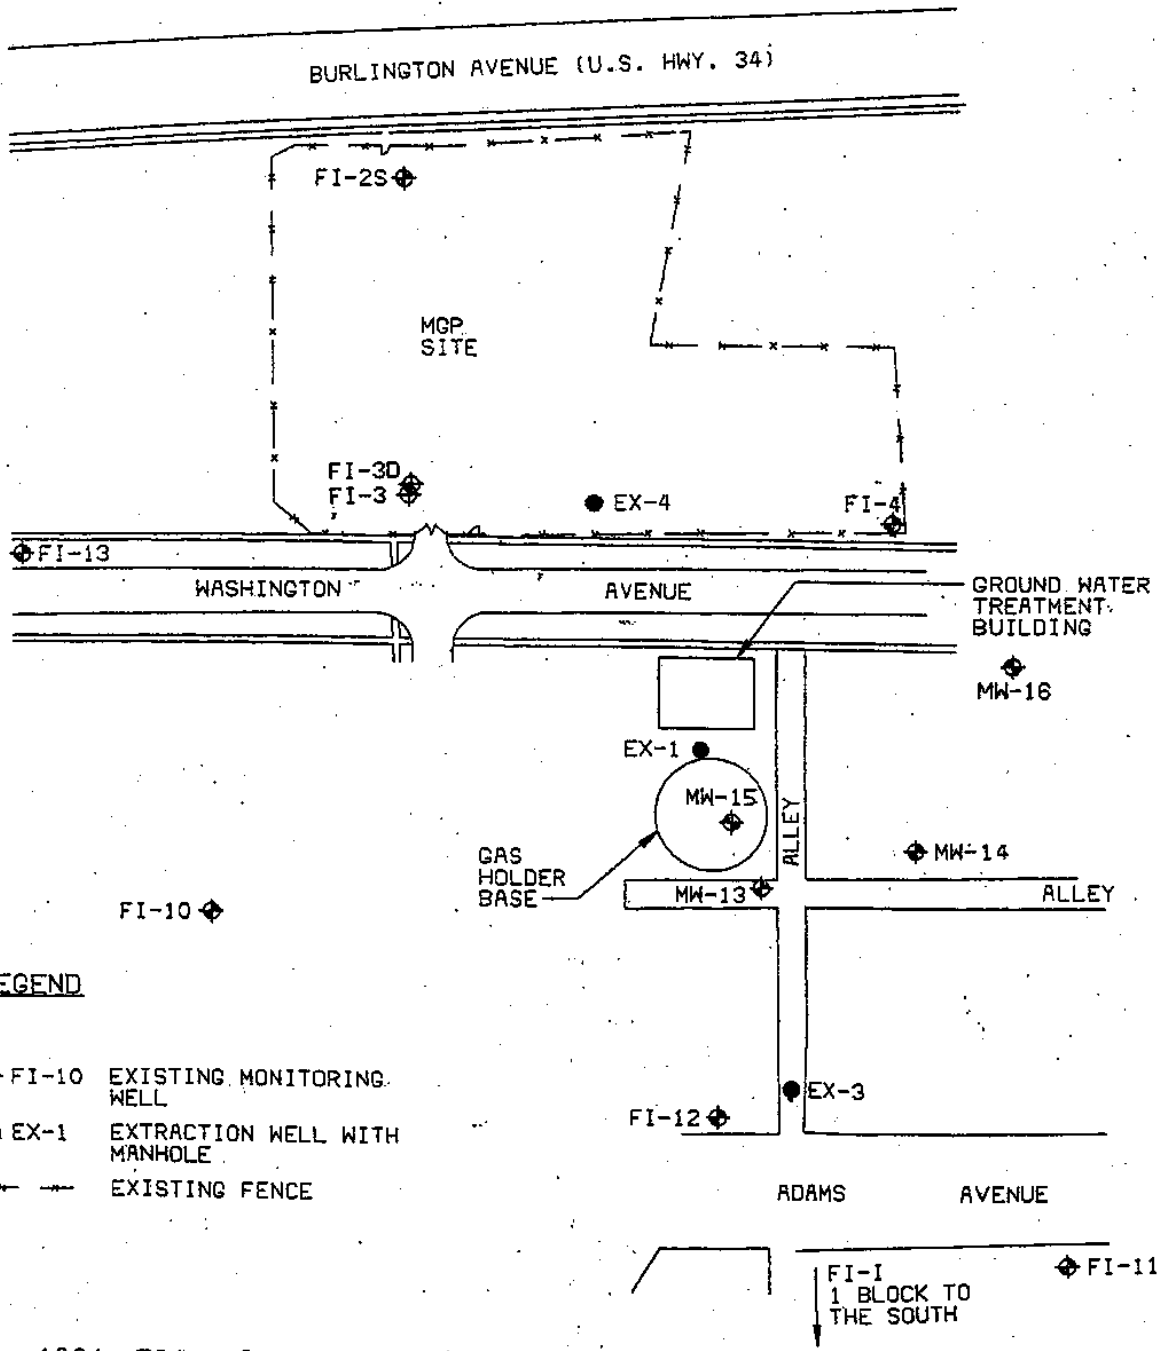 BURLINGTON AVENUE (U.S. HWY. 34)
FI-2S
MGP
SITE
FI-3D
FI-3
EX-4
FI-4
FI-13
WASHINGTON AVENUE
GROUND WATER
TREATMENT
BUILDING
MW-16
EX-1
MW-15
ALLEY
GAS
HOLDER
BASE
MW-14
MW-13
ALLEY
FI-10
EGEND
FI-10 EXISTING MONITORING
WELL
EX-1 EXTRACTION WELL WITH
MANHOLE
EXISTING FENCE
EX-3
FI-12
ADAMS AVENUE
FI-11
FI-I
1 BLOCK TO
THE SOUTH